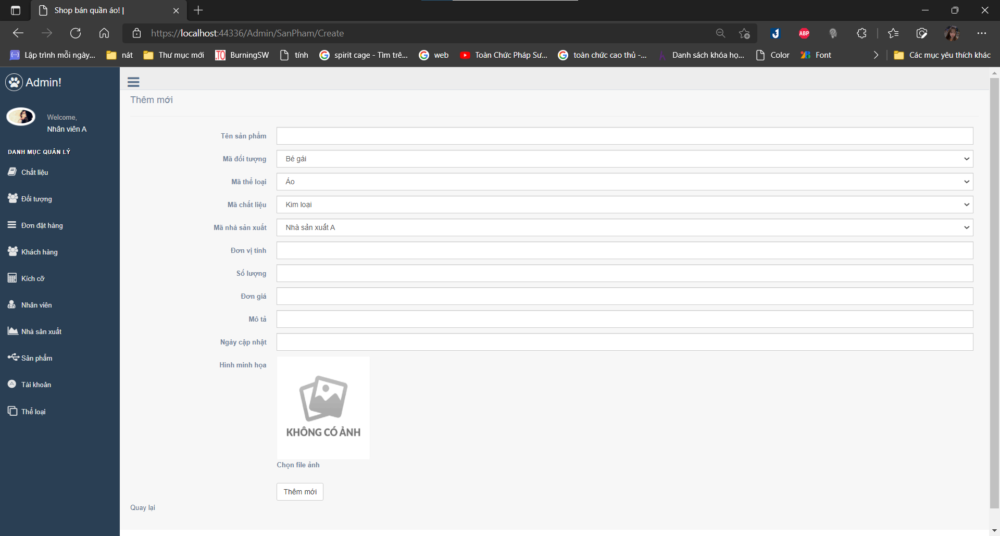 Shop bán quần áo! |
https://localhost:44336/Admin/SanPham/Create
ABP
Lập trình mỗi ngày...
nát
Thư mục mới
.TO
BurningSW
tính
spirit cage - Tìm trê...
web
Toàn Chức Pháp Sư...
toàn chức cao thủ -...
Danh sách khóa họ...
Color
Font
Các mục yêu thích khác
Admin!
Welcome,
Nhân viên A
DANH MỤC QUẢN LÝ
Chất liệu
Đối tượng
Đơn đặt hàng
Khách hàng
Kích cỡ
Nhân viên
Nhà sản xuất
Sản phẩm
Tài khoản
Thể loại
Thêm mới
Tên sản phẩm
Mã đối tượng
Bé gái
Mã thể loại
Áo
Mã chất liệu
Kim loại
Mã nhà sản xuất
Nhà sản xuất A
Đơn vị tính
Số lượng
Đơn giá
Mô tả
Ngày cập nhật
Hình minh họa
KHÔNG CÓ ẢNH
Chọn file ảnh
Thêm mới
Quay lại